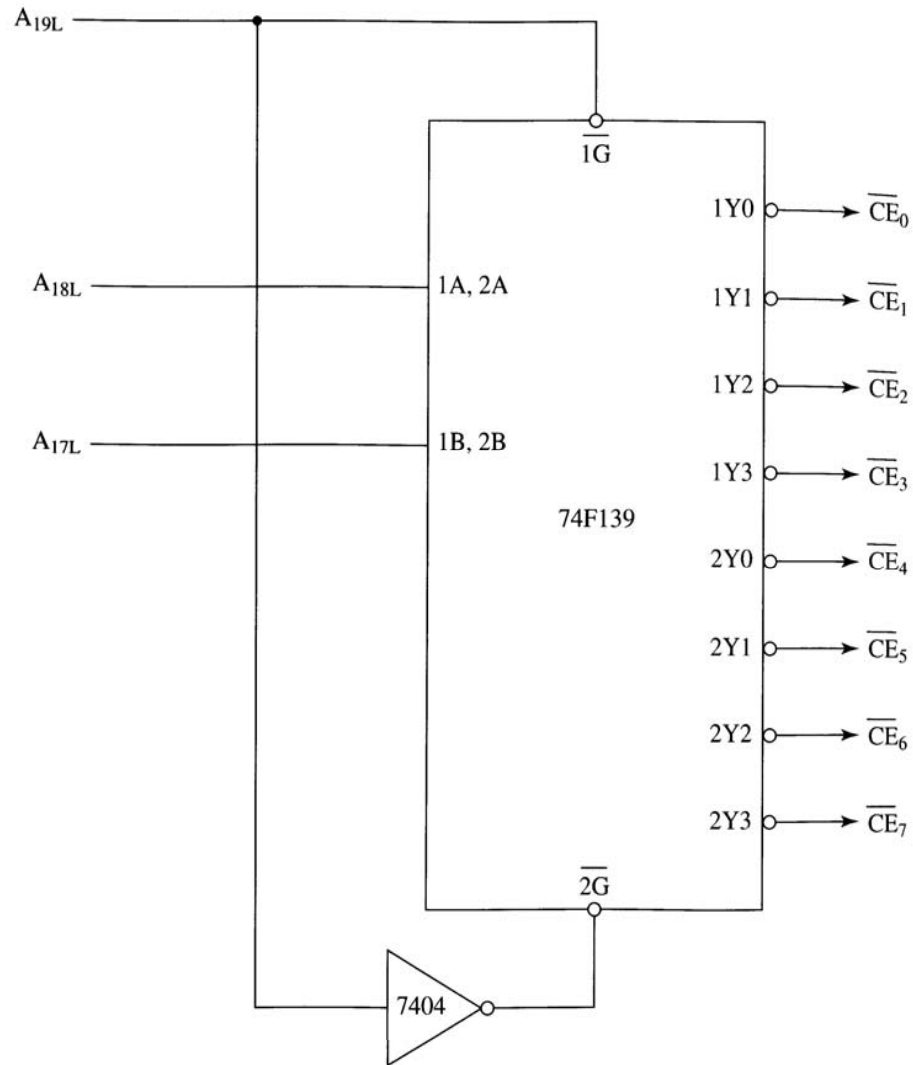 A19L
1G
1Y0 CE0
A18L 1A, 2A
1Y1 CE1
1Y2 CE2
A17L 1B, 2B
1Y3 CE3
74F139
2Y0 CE4
2Y1 CE5
2Y2 CE6
2Y3 CE7
2G
7404